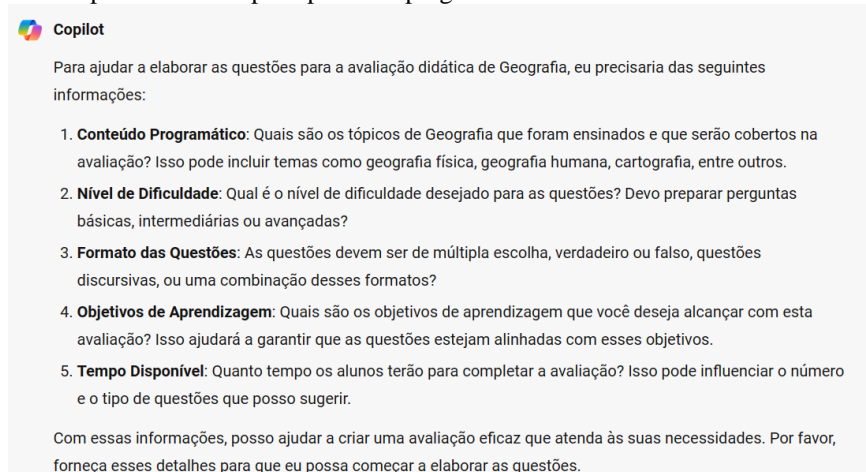 Copilot
Para ajudar a elaborar as questões para a avaliação didática de Geografia, eu precisaria das seguintes
informações:
1. Conteúdo Programático: Quais são os tópicos de Geografia que foram ensinados e que serão cobertos na
avaliação? Isso pode incluir temas como geografia física, geografia humana, cartografia, entre outros.
2. Nível de Dificuldade: Qual é o nível de dificuldade desejado para as questões? Devo preparar perguntas
básicas, intermediárias ou avançadas?
3. Formato das Questões: As questões devem ser de múltipla escolha, verdadeiro ou falso, questões
discursivas, ou uma combinação desses formatos?
4. Objetivos de Aprendizagem: Quais são os objetivos de aprendizagem que você deseja alcançar com esta
avaliação? Isso ajudará a garantir que as questões estejam alinhadas com esses objetivos.
5. Tempo Disponível: Quanto tempo os alunos terão para completar a avaliação? Isso pode influenciar o número
e o tipo de questões que posso sugerir.
Com essas informações, posso ajudar a criar uma avaliação eficaz que atenda às suas necessidades. Por favor,
forneça esses detalhes para que eu possa começar a elaborar as questões.